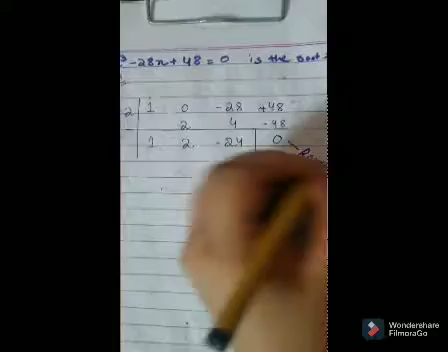 -28x + 48 = 0 is the
2 1 0 -28 +48
2 4 -48
1 2 -24 0
Wondershare
FilmoraGo